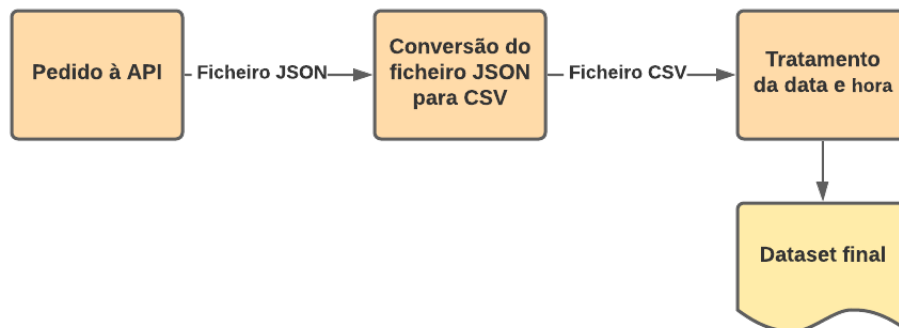 Pedido à API
Ficheiro JSON
Conversão do
ficheiro JSON
para CSV
Ficheiro CSV
Tratamento
da data e hora
Dataset final